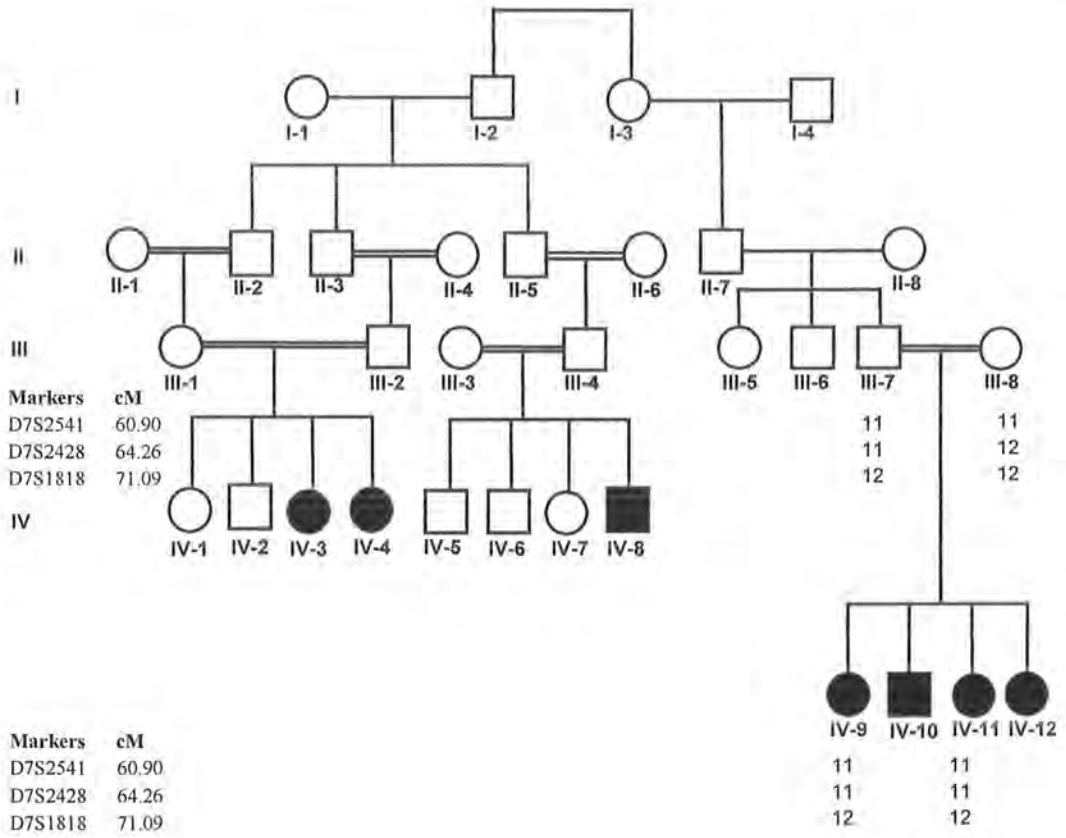 I
I-1 I-2 I-3 I-4
II
II-1 II-2 II-3 II-4 II-5 II-6 II-7 II-8
III
III-1 III-2 III-3 III-4 III-5 III-6 III-7 III-8
Markers cM
D7S2541 60.90 11 11
D7S2428 64.26 11 12
D7S1818 71.09 12 12
IV
IV-1 IV-2 IV-3 IV-4 IV-5 IV-6 IV-7 IV-8
IV-9 IV-10 IV-11 IV-12
Markers cM
D7S2541 60.90 11 11
D7S2428 64.26 11 11
D7S1818 71.09 12 12